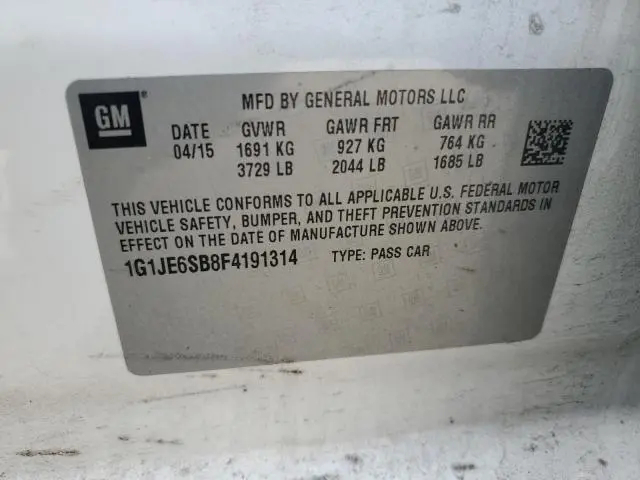 GM®
MFD BY GENERAL MOTORS LLC
DATE GVWR GAWR FRT GAWR RR
04/15 1691 KG 927 KG 764 KG
3729 LB 2044 LB 1685 LB
THIS VEHICLE CONFORMS TO ALL APPLICABLE U.S. FEDERAL MOTOR
VEHICLE SAFETY, BUMPER, AND THEFT PREVENTION STANDARDS IN
EFFECT ON THE DATE OF MANUFACTURE SHOWN ABOVE.
1G1JE6SB8F4191314 TYPE: PASS CAR